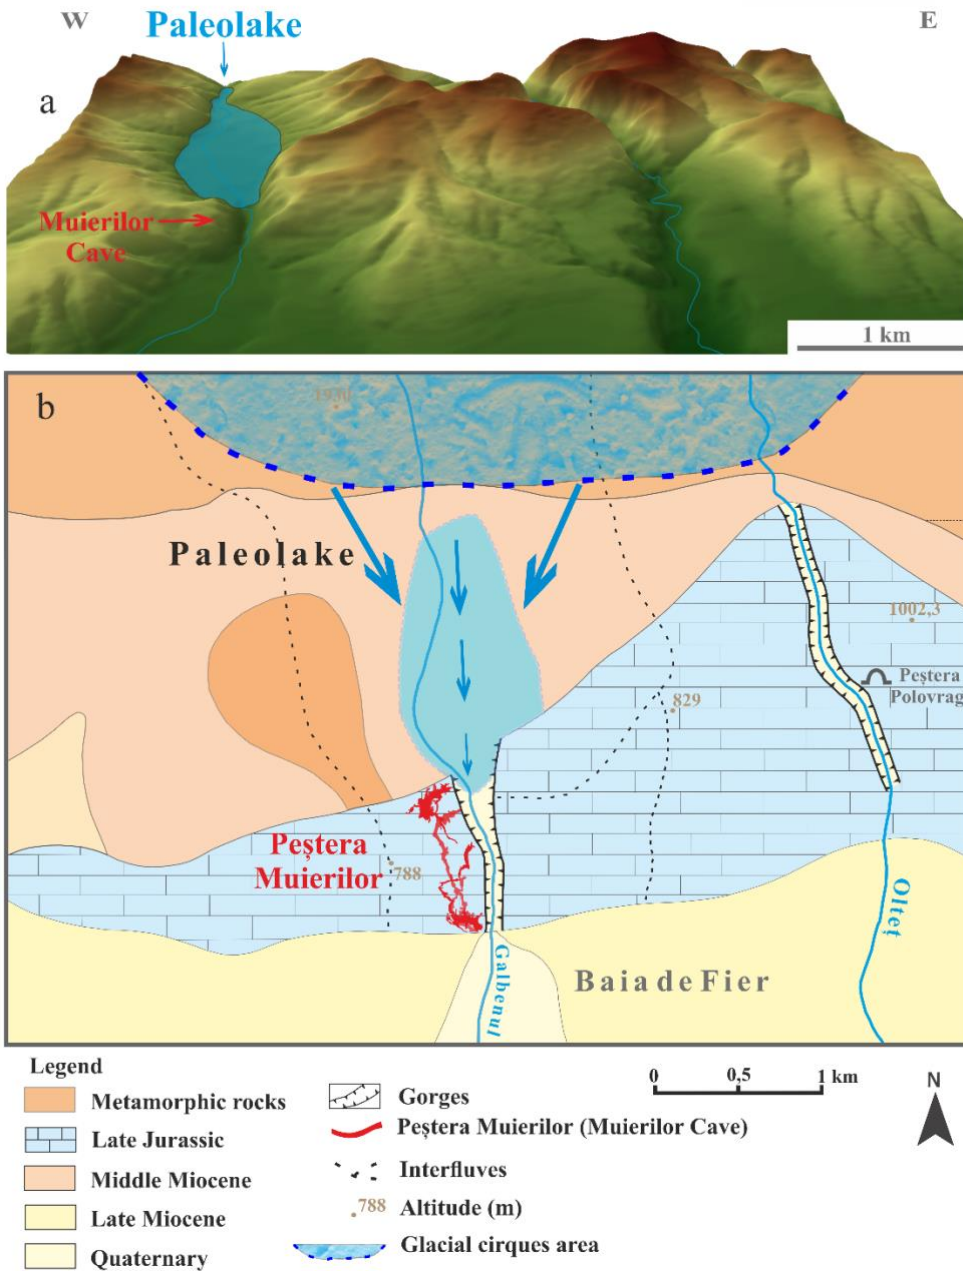 W
E
Paleolake
a
Muierilor
Cave
1 km
b
1930
Paleolake
1002,3
Peștera
Polovrag
829
Peștera
Muierilor
788
Olteț
Galbenul
Baia de Fier
Legend
Metamorphic rocks
Late Jurassic
Middle Miocene
Late Miocene
Quaternary
Gorges
Peștera Muierilor (Muierilor Cave)
Interfluves
788 Altitude (m)
Glacial cirques area
0 0,5 1 km
N